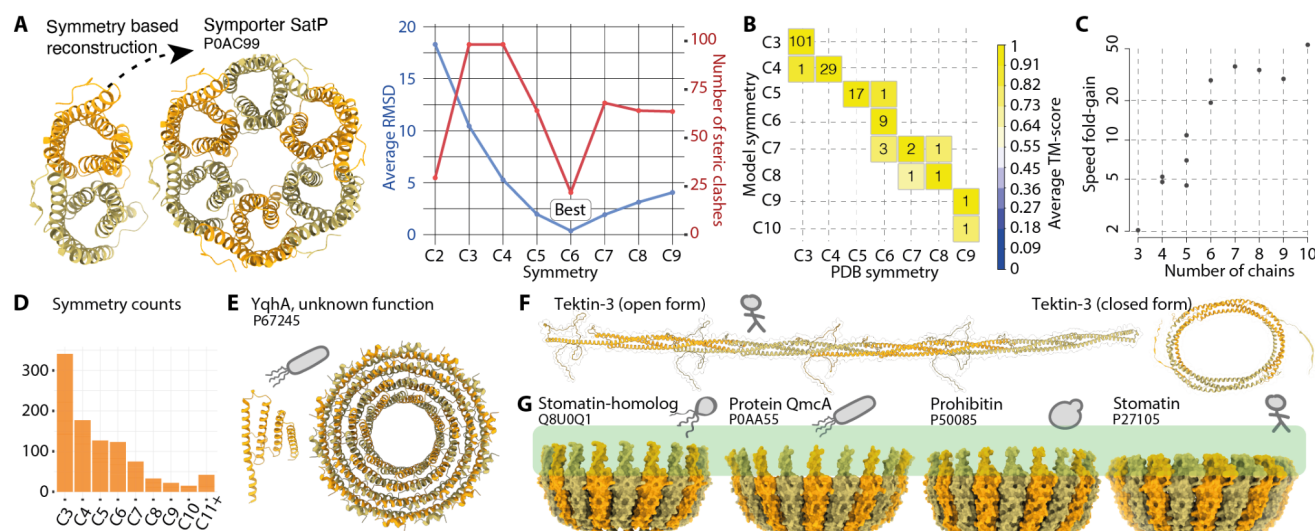 A
Symmetry based
reconstruction
Symporter SatP
P0AC99
20
15
10
5
0
Average RMSD
100
75
50
25
0
Number of steric clashes
Best
C2 C3 C4 C5 C6 C7 C8 C9
Symmetry
B
Model symmetry
C3
C4
C5
C6
C7
C8
C9
C10
101
1 29
17 1
9
3 2 1
1 1
1
1
C3 C4 C5 C6 C7 C8 C9
PDB symmetry
1
0.91
0.82
0.73
0.64
0.55
0.45
0.36
0.27
0.18
0.09
0
Average TM-score
C
Speed fold-gain
50
20
10
5
2
3 4 5 6 7 8 9 10
Number of chains
D Symmetry counts
300
200
100
0
C3 C4 C5 C6 C7 C8 C9 C10 C11+
E YqhA, unknown function
P67245
F Tektin-3 (open form)
Tektin-3 (closed form)
G Stomatin-homolog
Q8U0Q1
Protein QmcA
P0AA55
Prohibitin
P50085
Stomatin
P27105